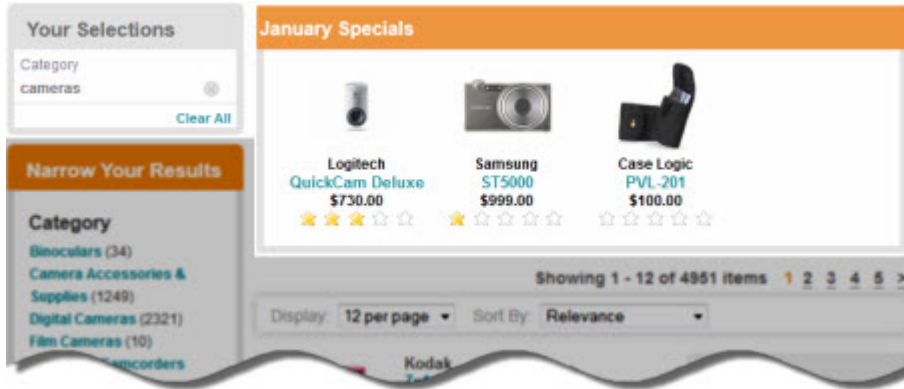 Your Selections
Category
cameras
Clear All
January Specials
Logitech
QuickCam Deluxe
$730.00
Samsung
ST5000
$999.00
Case Logic
PVL-201
$100.00
Narrow Your Results
Category
Binoculars (34)
Camera Accessories &
Supplies (1249)
Digital Cameras (2321)
Film Cameras (10)
Showing 1 - 12 of 4951 items 1 2 3 4 5 >
Display: 12 per page Sort By: Relevance
Kodak